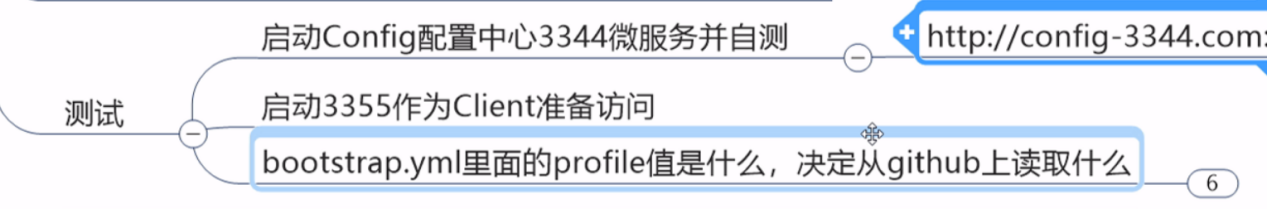 启动Config配置中心3344微服务并自测
http://config-3344.com:
测试
启动3355作为Client准备访问
bootstrap.yml里面的profile值是什么，决定从github上读取什么
6